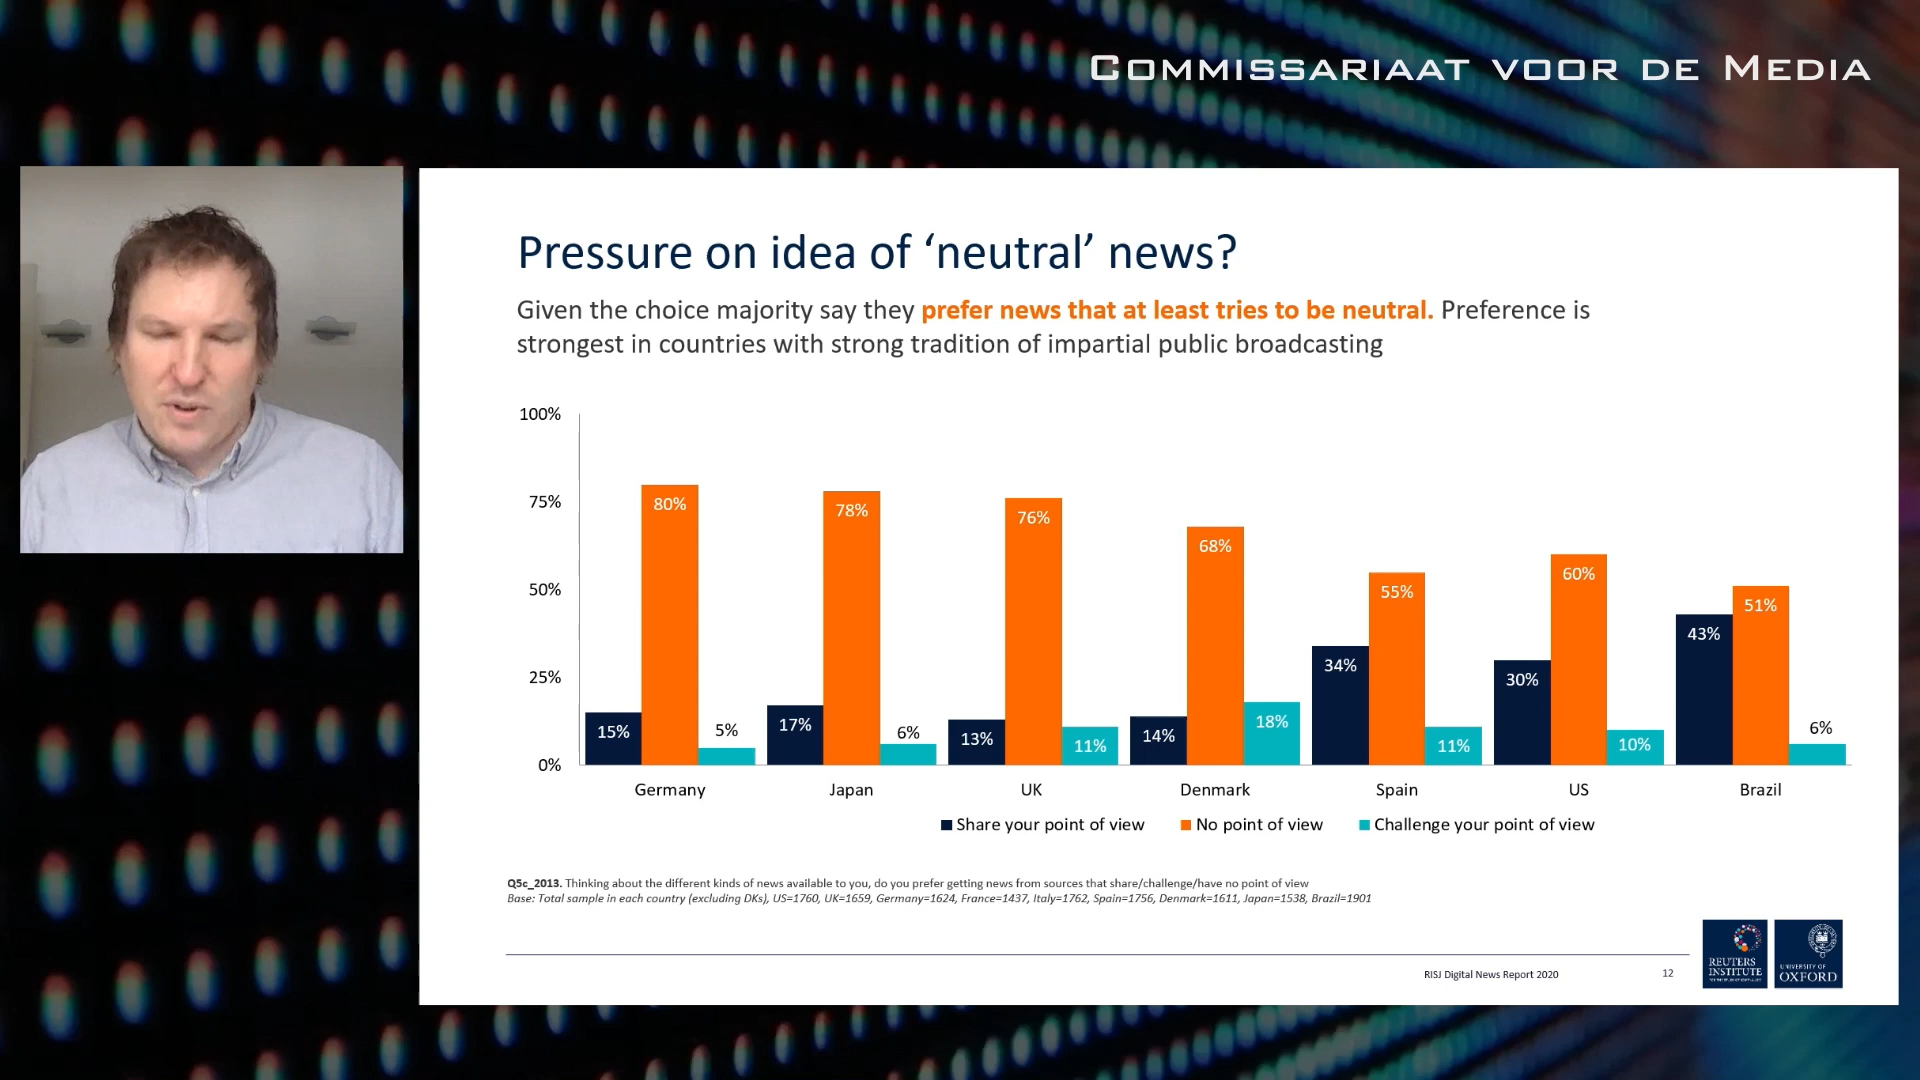 COMMISSARIAAT VOOR DE MEDIA
Pressure on idea of ‘neutral’ news?
Given the choice majority say they prefer news that at least tries to be neutral. Preference is
strongest in countries with strong tradition of impartial public broadcasting
100%
75%
50%
25%
0%
15% 80% 5%
17% 78% 6%
13% 76% 11%
14% 68% 18%
34% 55% 11%
30% 60% 10%
43% 51% 6%
Germany Japan UK Denmark Spain US Brazil
Share your point of view No point of view Challenge your point of view
Q5c_2013. Thinking about the different kinds of news available to you, do you prefer getting news from sources that share/challenge/have no point of view
Base: Total sample in each country (excluding DKs), US=1760, UK=1659, Germany=1624, France=1437, Italy=1762, Spain=1756, Denmark=1611, Japan=1538, Brazil=1901
RISJ Digital News Report 2020 12
REUTERS
INSTITUTE
UNIVERSITY OF
OXFORD